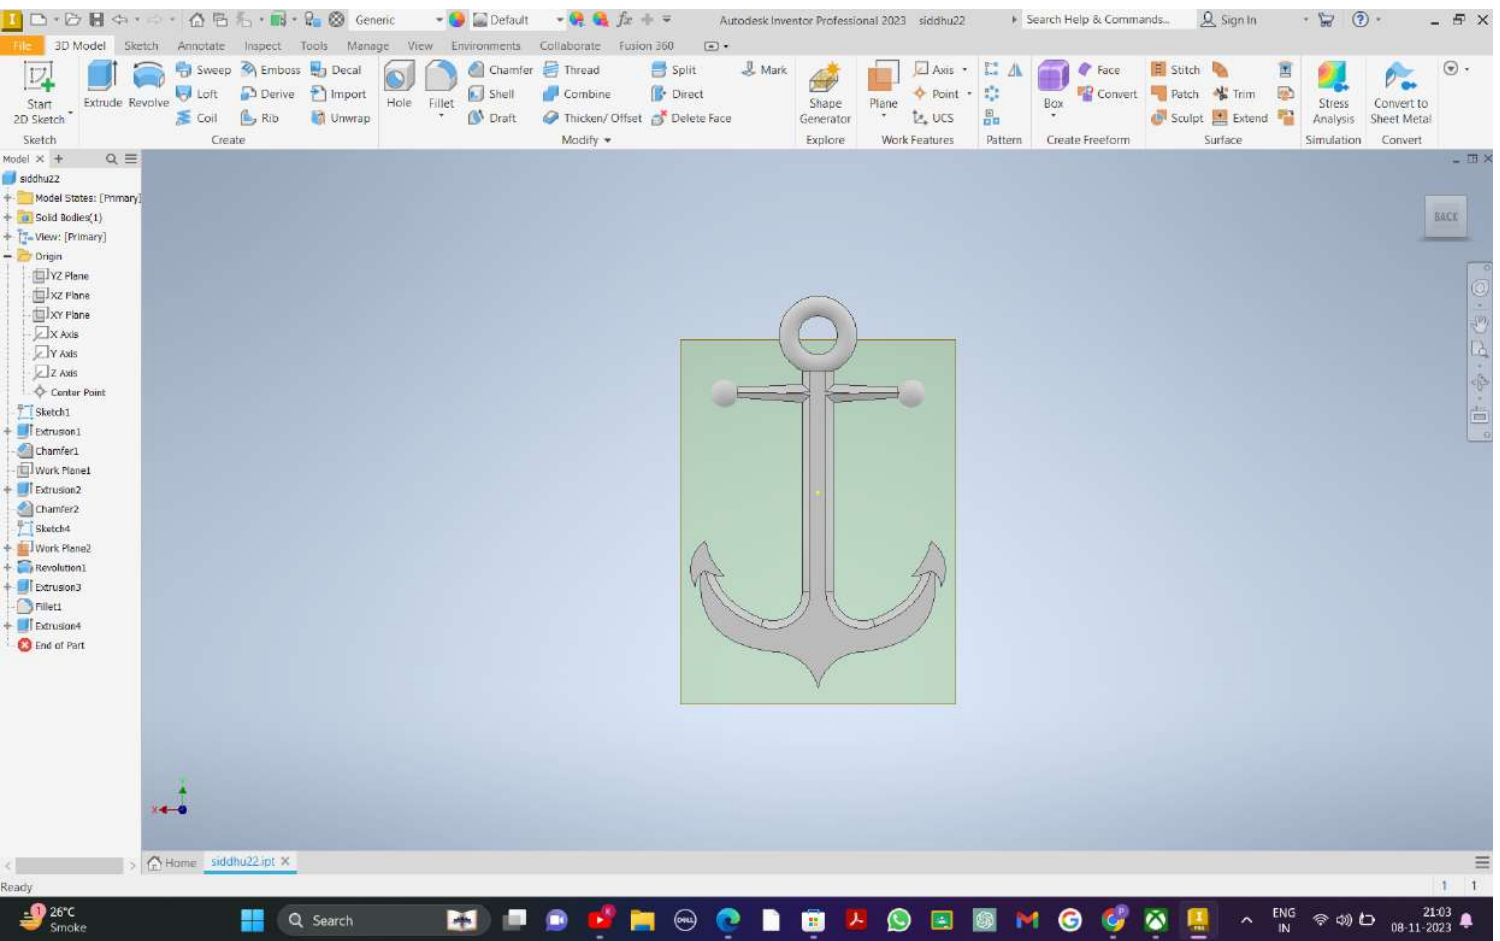 Generic Default fx Autodesk Inventor Professional 2023 siddhu22 Search Help & Commands... Sign In
File 3D Model Sketch Annotate Inspect Tools Manage View Environments Collaborate Fusion 360
Start 2D Sketch
Sketch
Extrude Revolve Sweep Loft Coil Emboss Derive Rib Decal Import Unwrap
Create
Hole Fillet Chamfer Shell Draft Thread Combine Thicken/ Offset Split Direct Delete Face
Modify
Mark
Shape Generator
Explore
Plane Axis Point UCS
Work Features
Pattern
Box Face Convert
Create Freeform
Stitch Patch Sculpt Trim Extend
Surface
Stress Analysis
Simulation
Convert to Sheet Metal
Convert
Model
siddhu22
Model States: [Primary]
Solid Bodies(1)
View: [Primary]
Origin
YZ Plane
XZ Plane
XY Plane
X Axis
Y Axis
Z Axis
Center Point
Sketch1
Extrusion1
Chamfer1
Work Plane1
Extrusion2
Chamfer2
Sketch4
Work Plane2
Revolution1
Extrusion3
Fillet1
Extrusion4
End of Part
BACK
Y
X
Home siddhu22.ipt
Ready 1 1
26°C
Smoke
Search
DELL
ENG
IN
21:03
08-11-2023